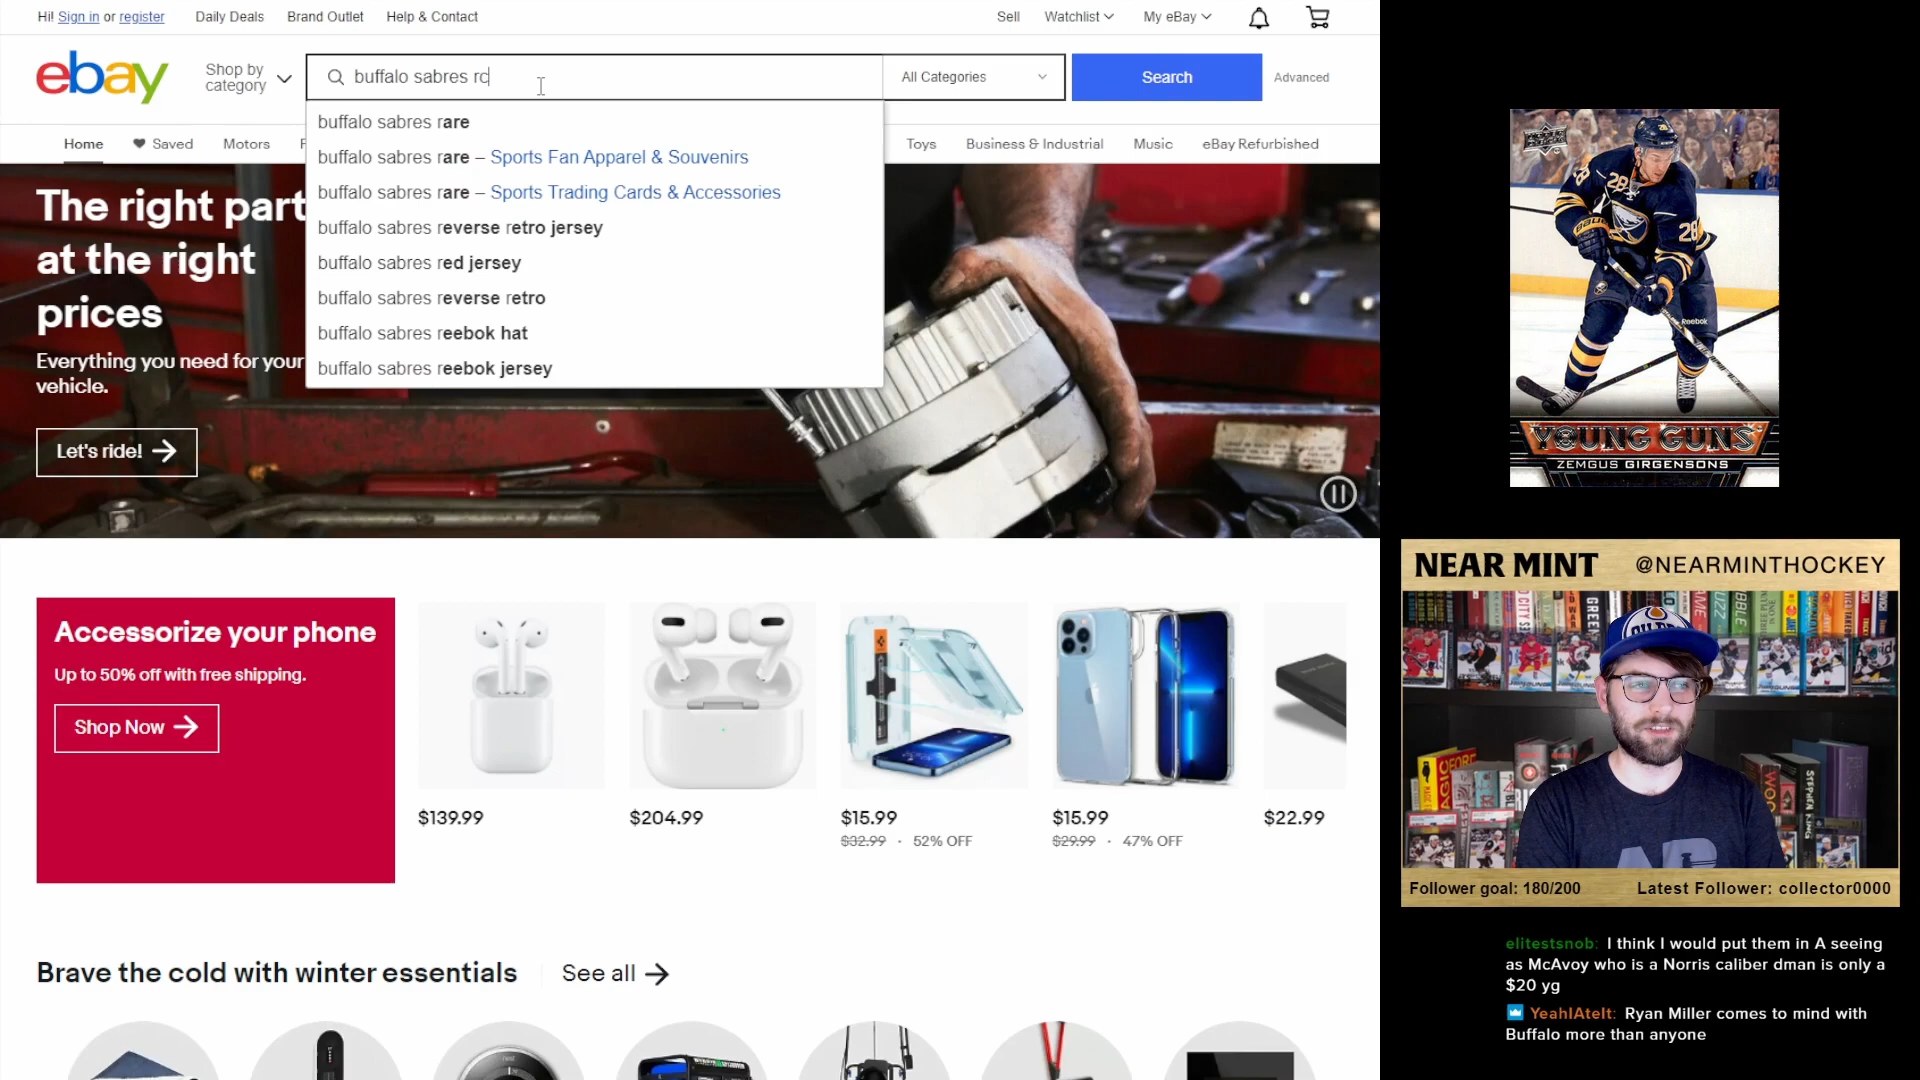 Hi! Sign in or register
Daily Deals
Brand Outlet
Help & Contact
Sell
Watchlist
My eBay
ebay
Shop by
category
buffalo sabres rc
All Categories
Search
Advanced
Home
Saved
Motors
Toys
Business & Industrial
Music
eBay Refurbished
buffalo sabres rare
buffalo sabres rare – Sports Fan Apparel & Souvenirs
buffalo sabres rare – Sports Trading Cards & Accessories
buffalo sabres reverse retro jersey
buffalo sabres red jersey
buffalo sabres reverse retro
buffalo sabres reebok hat
buffalo sabres reebok jersey
The right part
at the right
prices
Everything you need for your
vehicle.
Let's ride!
Accessorize your phone
Up to 50% off with free shipping.
Shop Now
$139.99
$204.99
$15.99
$32.99 · 52% OFF
$15.99
$29.99 · 47% OFF
$22.99
Brave the cold with winter essentials
See all
28
28
Reebok
YOUNG GUNS
ZEMGUS GIRGENSONS
NEAR MINT
@NEARMINTHOCKEY
STEPHEN KING
Follower goal: 180/200
Latest Follower: collector0000
elitestsnob: I think I would put them in A seeing
as McAvoy who is a Norris caliber dman is only a
$20 yg
YeahIAteIt: Ryan Miller comes to mind with
Buffalo more than anyone